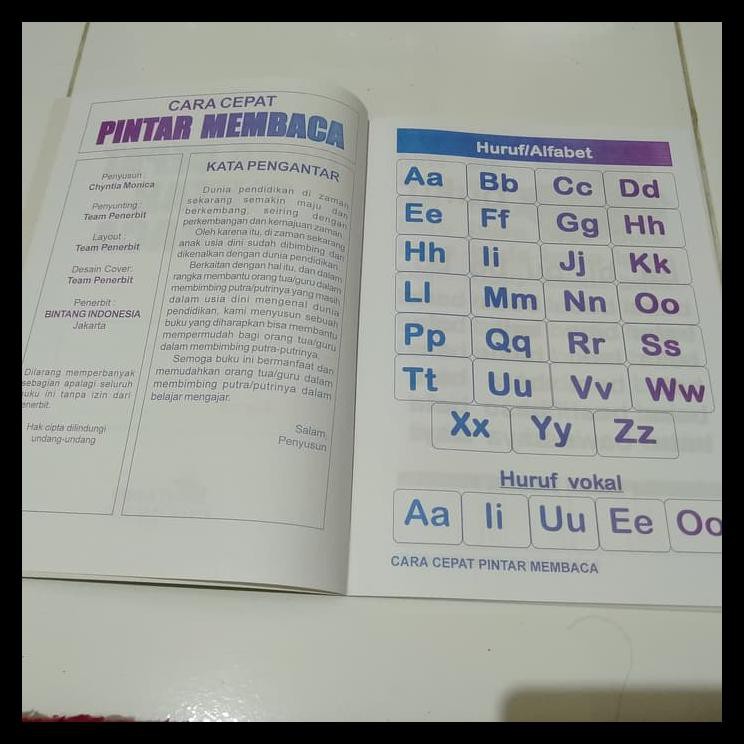 CARA CEPAT
PINTAR MEMBACA
Penyusun :
Chyntia Monica
Penyunting :
Team Penerbit
Layout :
Team Penerbit
Desain Cover:
Team Penerbit
Penerbit :
BINTANG INDONESIA
Jakarta
Dilarang memperbanyak
sebagian apalagi seluruh
buku ini tanpa izin dari
penerbit.
Hak cipta dilindungi
undang-undang
KATA PENGANTAR
Dunia pendidikan di zaman
sekarang semakin maju dan
berkembang, seiring dengan
perkembangan dan kemajuan zaman.
Oleh karena itu, di zaman sekarang
anak usia dini sudah dibimbing dan
dikenalkan dengan dunia pendidikan.
Berkaitan dengan hal itu, dan dalam
rangka membantu orang tua/guru dalam
membimbing putra/putrinya yang masih
dalam usia dini mengenal dunia
pendidikan, kami menyusun sebuah
buku yang diharapkan bisa membantu
mempermudah bagi orang tua/guru
dalam membimbing putra-putrinya.
Semoga buku ini bermanfaat dan
memudahkan orang tua/guru dalam
membimbing putra/putrinya dalam
belajar mengajar.
Salam,
Penyusun
Huruf/Alfabet
Aa Bb Cc Dd
Ee Ff Gg Hh
Hh Ii Jj Kk
Ll Mm Nn Oo
Pp Qq Rr Ss
Tt Uu Vv Ww
Xx Yy Zz
Huruf vokal
Aa Ii Uu Ee Oo
CARA CEPAT PINTAR MEMBACA